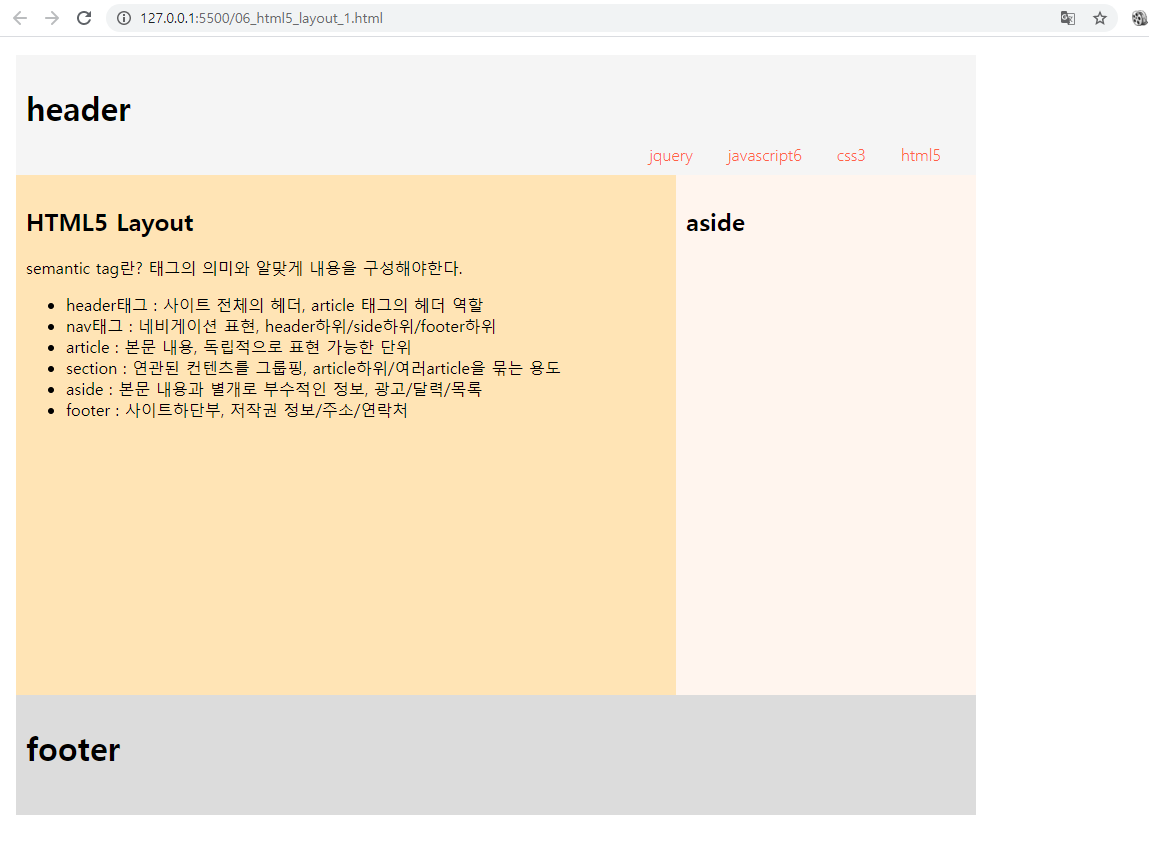 127.0.0.1:5500/06_html5_layout_1.html
header
jquery javascript6 css3 html5
HTML5 Layout
semantic tag란? 태그의 의미와 알맞게 내용을 구성해야한다.
header태그 : 사이트 전체의 헤더, article 태그의 헤더 역할
nav태그 : 네비게이션 표현, header하위/side하위/footer하위
article : 본문 내용, 독립적으로 표현 가능한 단위
section : 연관된 컨텐츠를 그룹핑, article하위/여러article을 묶는 용도
aside : 본문 내용과 별개로 부수적인 정보, 광고/달력/목록
footer : 사이트하단부, 저작권 정보/주소/연락처
aside
footer